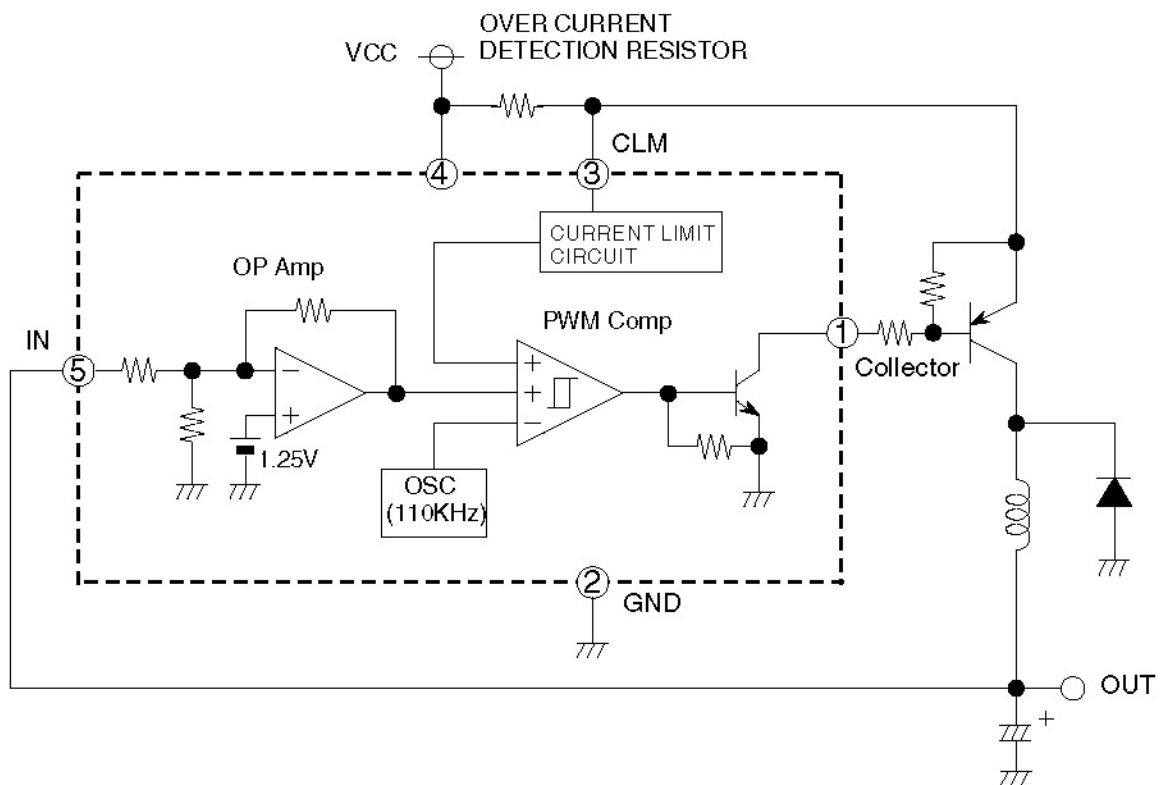 OVER CURRENT
DETECTION RESISTOR
VCC
CLM
4
3
CURRENT LIMIT
CIRCUIT
OP Amp
PWM Comp
IN
5
1
Collector
−
+
1.25V
+
+
−
OSC
(110KHz)
2
GND
OUT
+